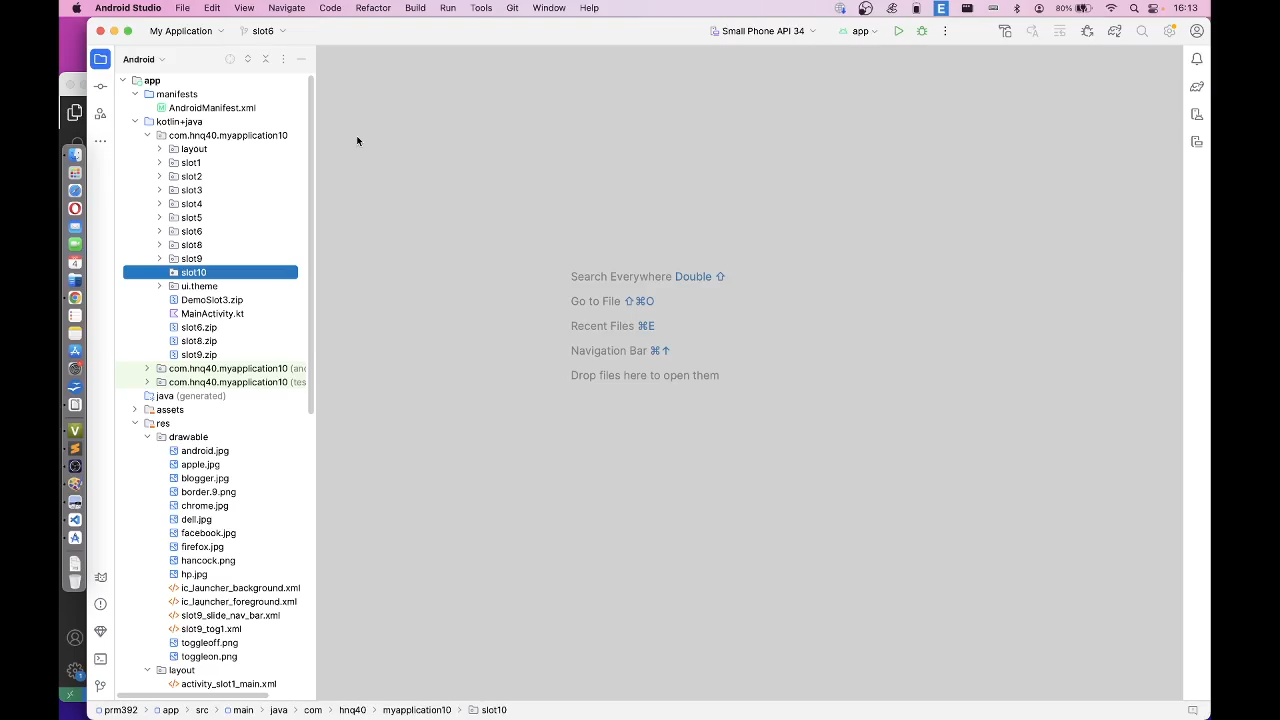 Android Studio File Edit View Navigate Code Refactor Build Run Tools Git Window Help E 80% 16:13
My Application slot6 Small Phone API 34 app
Android
app
manifests
AndroidManifest.xml
kotlin+java
com.hnq40.myapplication10
layout
slot1
slot2
slot3
slot4
slot5
slot6
slot8
slot9
slot10
ui.theme
DemoSlot3.zip
MainActivity.kt
slot6.zip
slot8.zip
slot9.zip
com.hnq40.myapplication10 (anc
com.hnq40.myapplication10 (tes
java (generated)
assets
res
drawable
android.jpg
apple.jpg
blogger.jpg
border.9.png
chrome.jpg
dell.jpg
facebook.jpg
firefox.jpg
hancock.png
hp.jpg
ic_launcher_background.xml
ic_launcher_foreground.xml
slot9_slide_nav_bar.xml
slot9_tog1.xml
toggleoff.png
toggleon.png
layout
activity_slot1_main.xml
Search Everywhere Double ⇧
Go to File ⇧⌘O
Recent Files ⌘E
Navigation Bar ⌘↑
Drop files here to open them
prm392 app src main java com hnq40 myapplication10 slot10